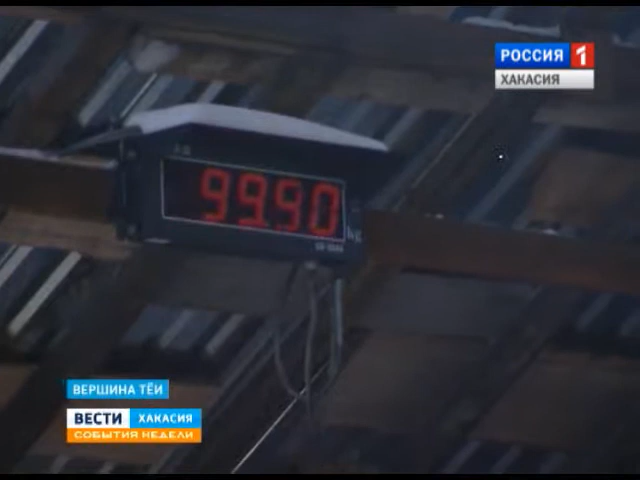 РОССИЯ 1
ХАКАСИЯ
9990
kg
ВЕРШИНА ТЁИ
ВЕСТИ ХАКАСИЯ
СОБЫТИЯ НЕДЕЛИ